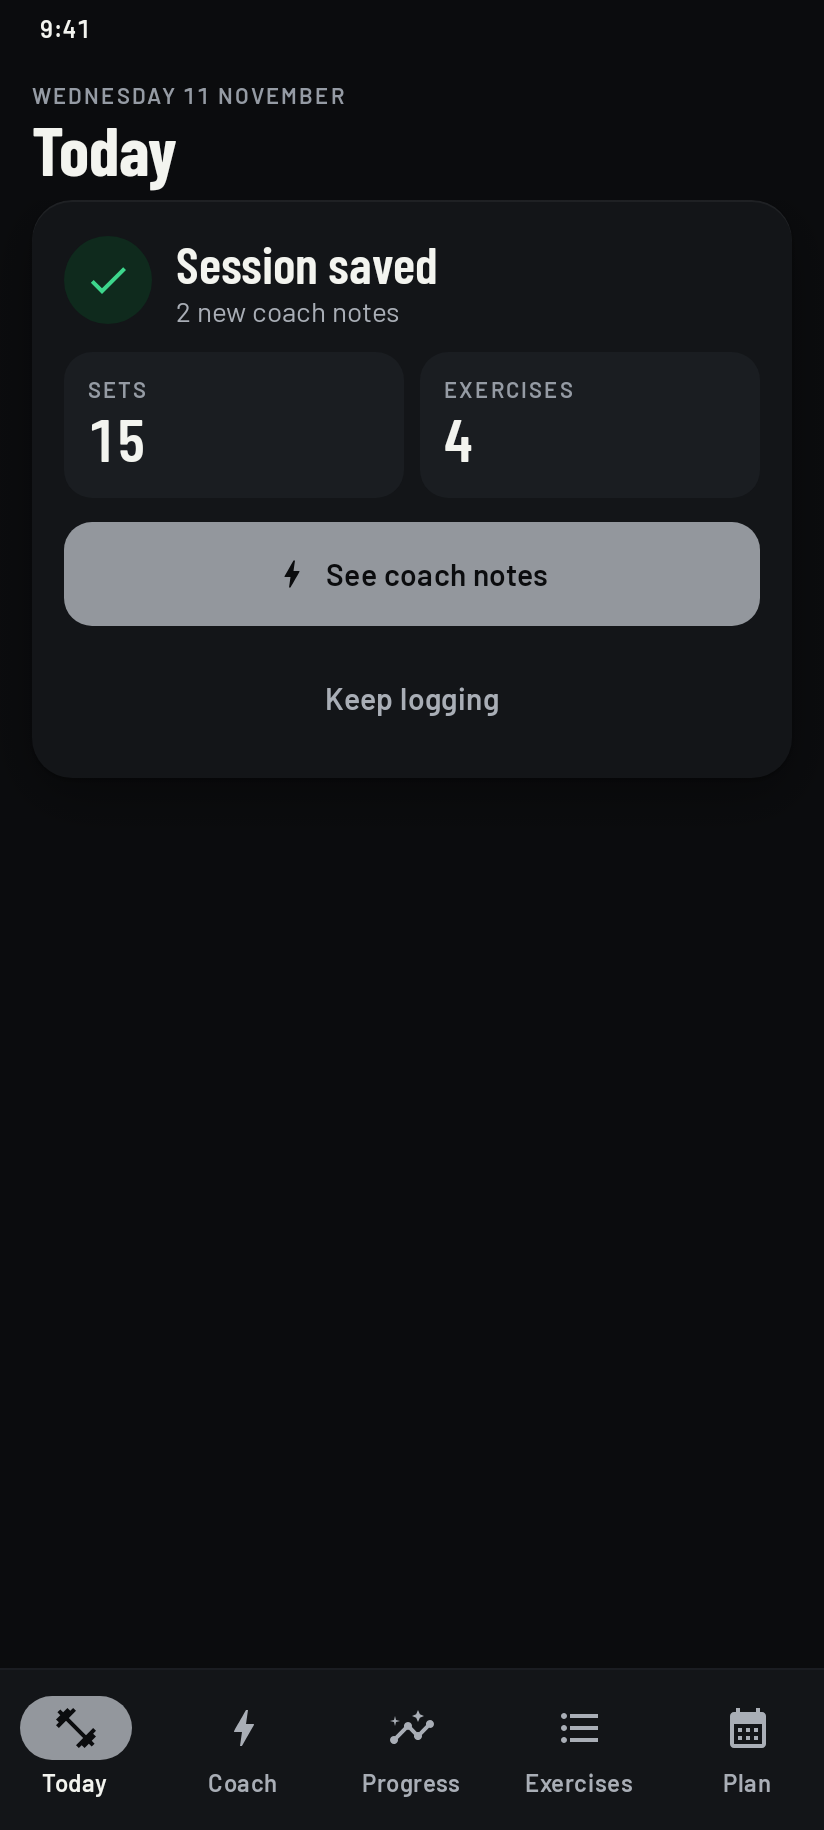 9:41
WEDNESDAY 11 NOVEMBER
Today
Session saved
2 new coach notes
SETS
15
EXERCISES
4
See coach notes
Keep logging
Today
Coach
Progress
Exercises
Plan